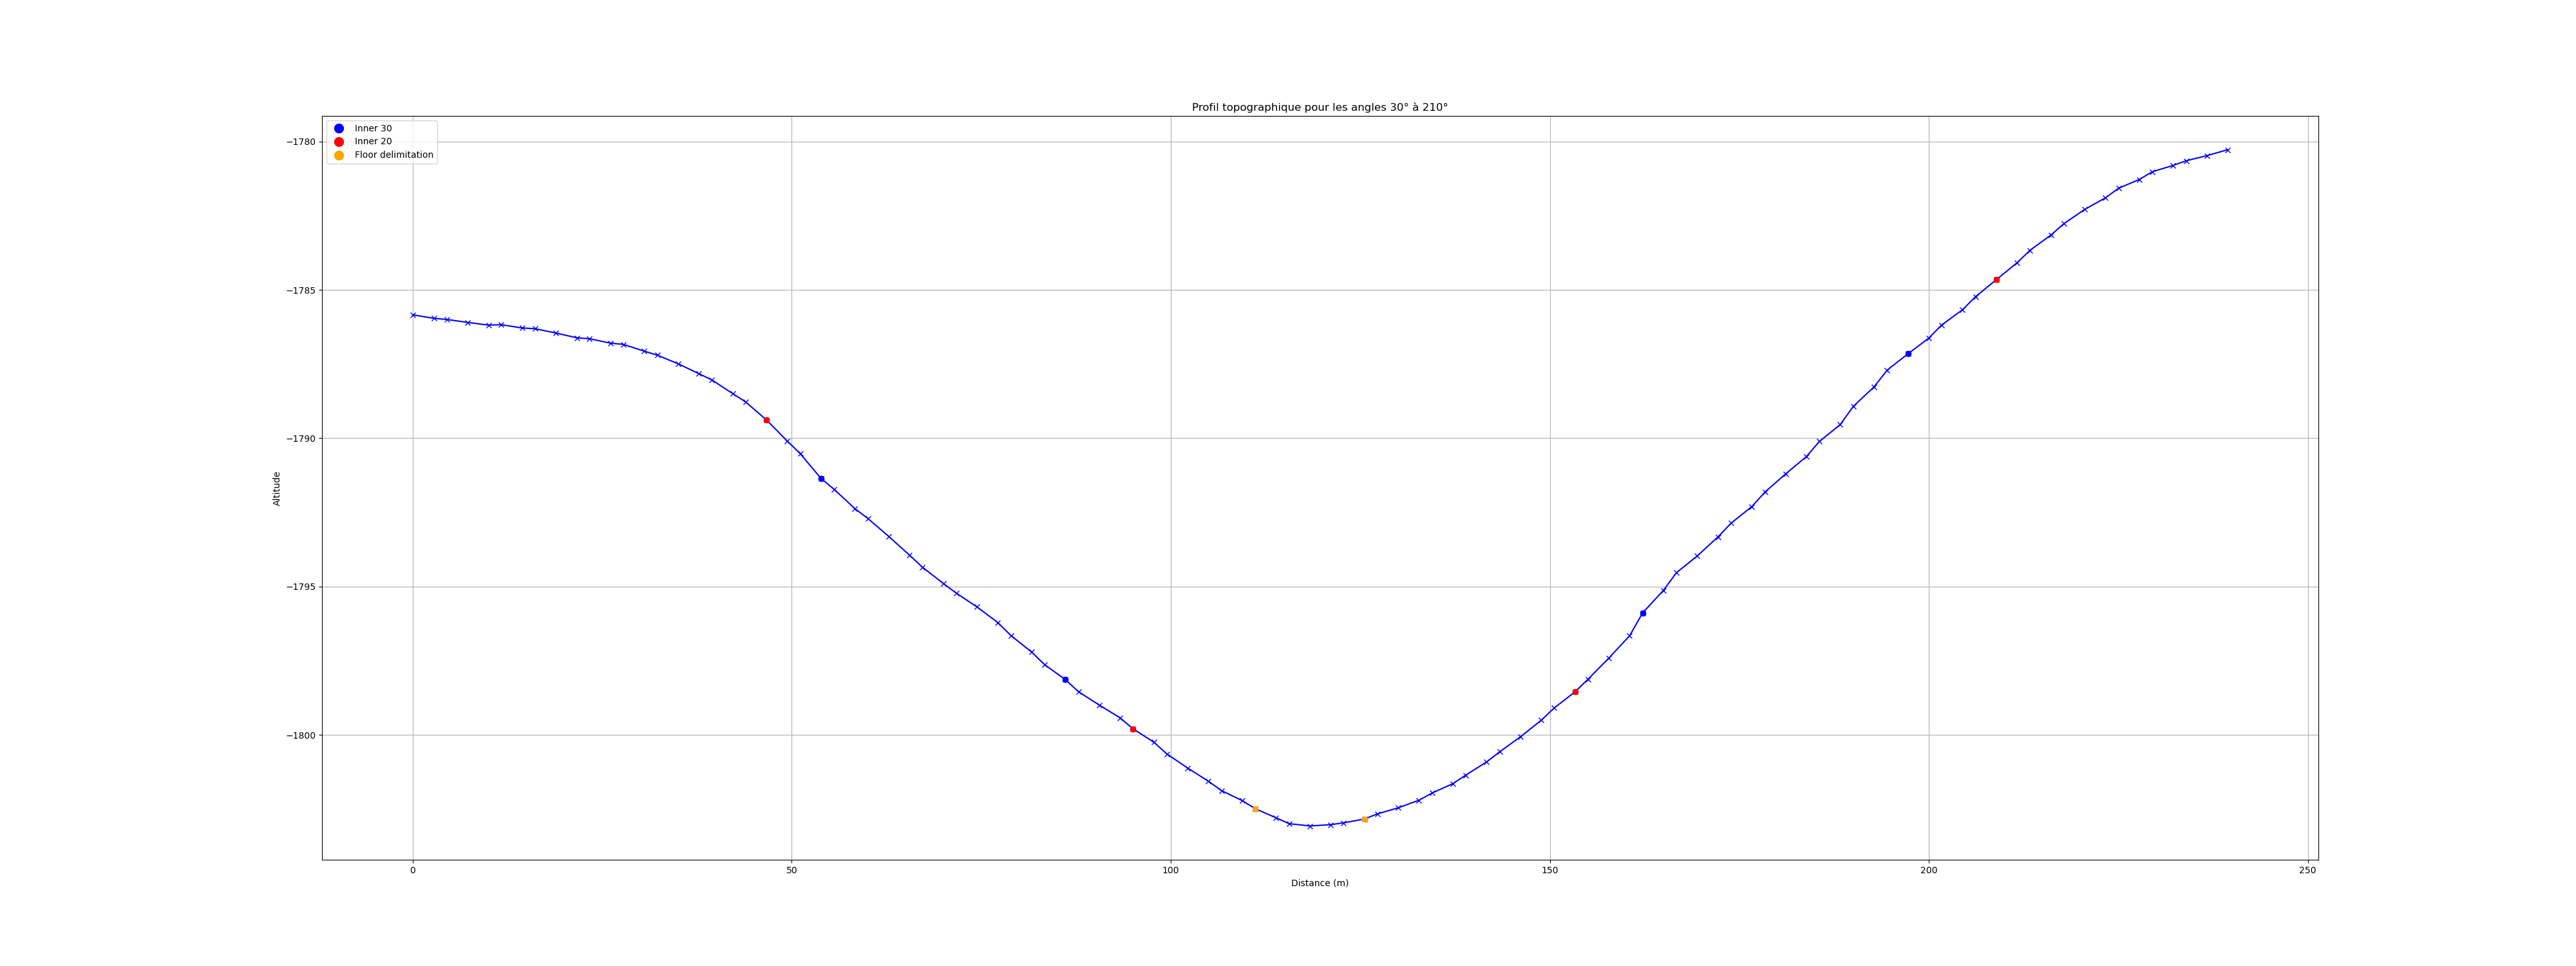 Profil topographique pour les angles 30° à 210°
Inner 30
Inner 20
Floor delimitation
−1780
−1785
−1790
−1795
−1800
Altitude
0 50 100 150 200 250
Distance (m)